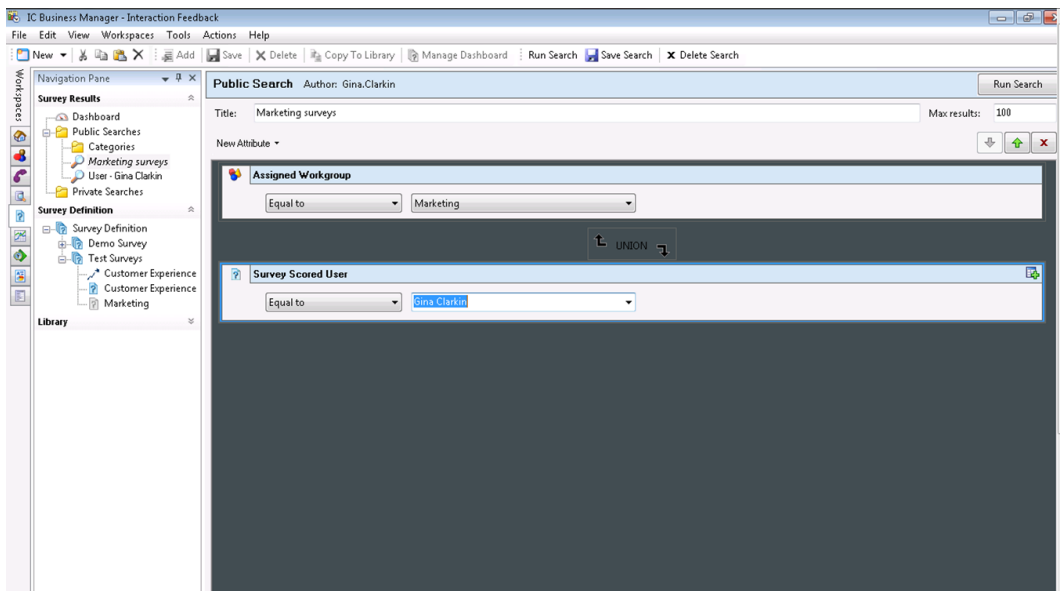 IC Business Manager - Interaction Feedback
File Edit View Workspaces Tools Actions Help
New Add Save Delete Copy To Library Manage Dashboard Run Search Save Search X Delete Search
Workspaces
Navigation Pane
Survey Results
Dashboard
Public Searches
Categories
Marketing surveys
User - Gina Clarkin
Private Searches
Survey Definition
Survey Definition
Demo Survey
Test Surveys
Customer Experience
Customer Experience
Marketing
Library
Public Search Author: Gina.Clarkin Run Search
Title: Marketing surveys Max results: 100
New Attribute
Assigned Workgroup
Equal to Marketing
UNION
Survey Scored User
Equal to Gina Clarkin